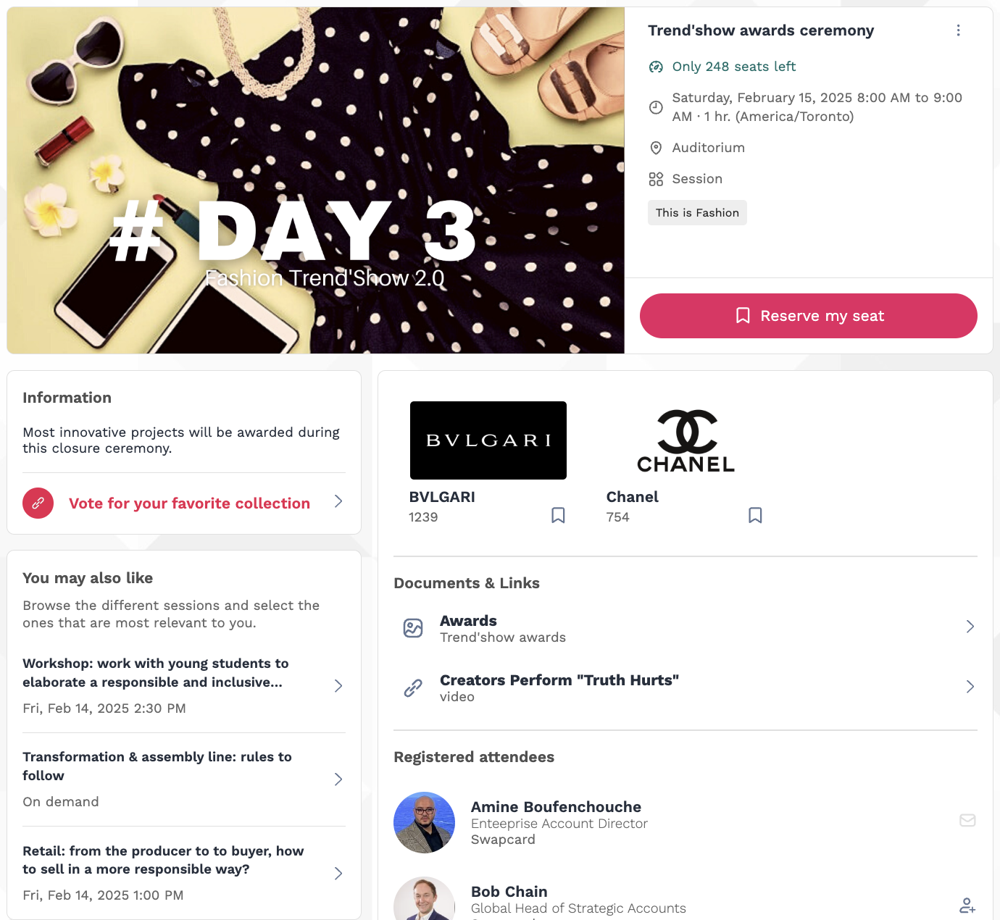 # DAY 3
Fashion Trend'Show 2.0
Trend'show awards ceremony
Only 248 seats left
Saturday, February 15, 2025 8:00 AM to 9:00
AM · 1 hr. (America/Toronto)
Auditorium
Session
This is Fashion
Reserve my seat
Information
Most innovative projects will be awarded during
this closure ceremony.
Vote for your favorite collection
You may also like
Browse the different sessions and select the
ones that are most relevant to you.
Workshop: work with young students to
elaborate a responsible and inclusive...
Fri, Feb 14, 2025 2:30 PM
Transformation & assembly line: rules to
follow
On demand
Retail: from the producer to to buyer, how
to sell in a more responsible way?
Fri, Feb 14, 2025 1:00 PM
BVLGARI
BVLGARI
1239
CHANEL
Chanel
754
Documents & Links
Awards
Trend'show awards
Creators Perform "Truth Hurts"
video
Registered attendees
Amine Boufenchouche
Enteeprise Account Director
Swapcard
Bob Chain
Global Head of Strategic Accounts